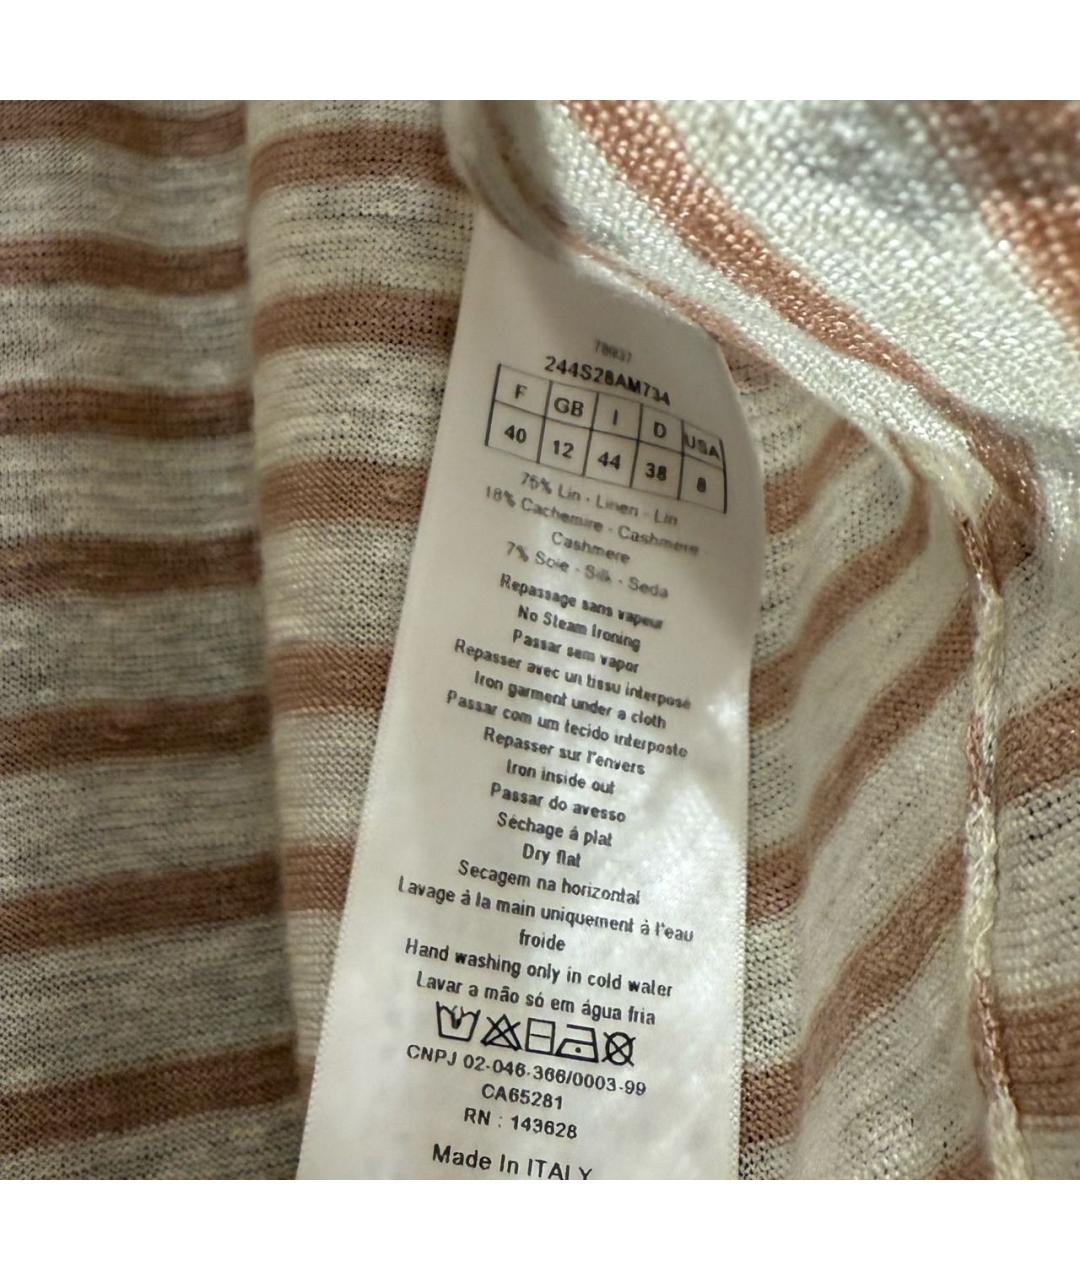 78937
244S28AM734
F GB I D USA
40 12 44 38 8
75% Lin - Linen - Lin
18% Cachemire - Cashmere
Cashmere
7% Soie - Silk - Seda
Repassage sans vapeur
No Steam Ironing
Passar sem vapor
Repasser avec un tissu interposé
Iron garment under a cloth
Passar com um tecido interposto
Repasser sur l'envers
Iron inside out
Passar do avesso
Séchage à plat
Dry flat
Secagem na horizontal
Lavage à la main uniquement à l'eau
froide
Hand washing only in cold water
Lavar a mão só em água fria
CNPJ 02-046-366/0003-99
CA65281
RN : 143628
Made In ITALY